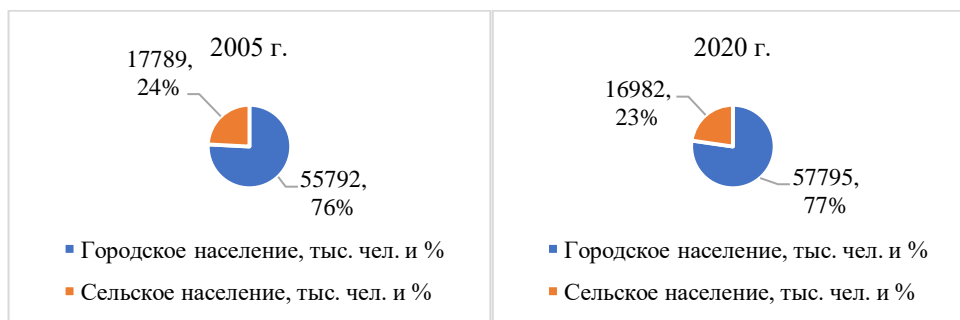 2005 г.
17789,
24%
55792,
76%
Городское население, тыс. чел. и %
Сельское население, тыс. чел. и %
2020 г.
16982,
23%
57795,
77%
Городское население, тыс. чел. и %
Сельское население, тыс. чел. и %